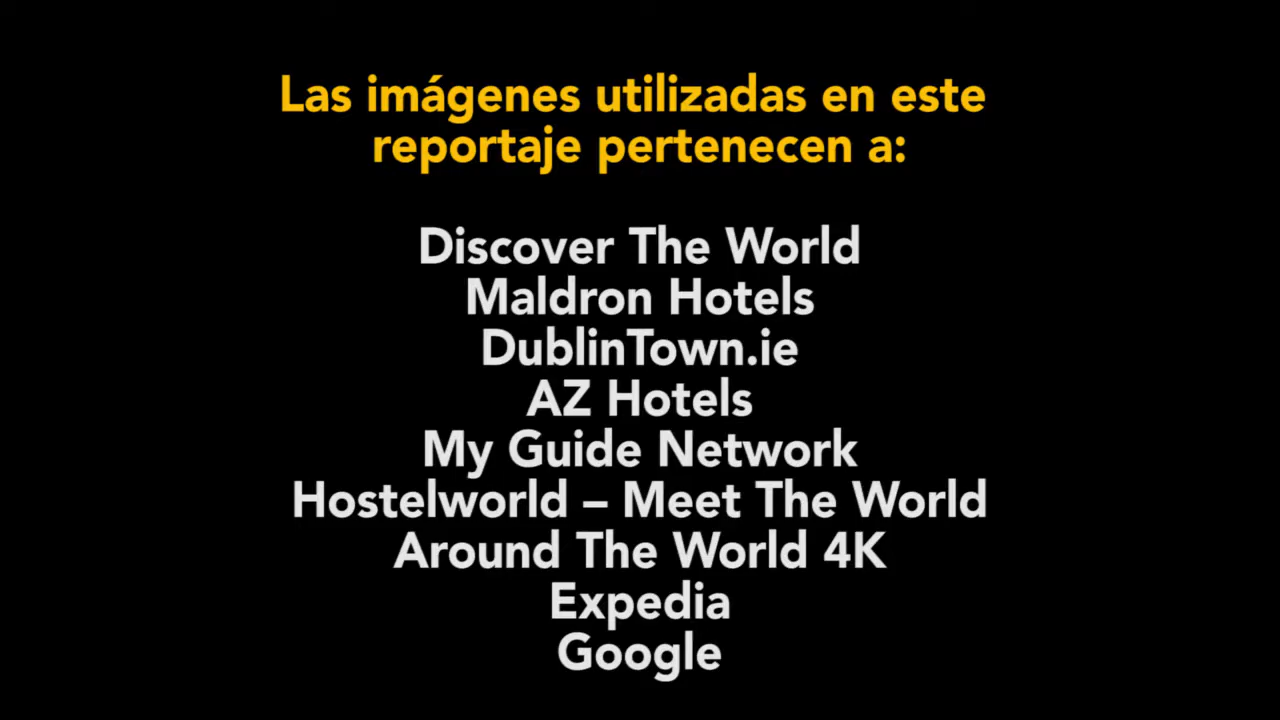 Las imágenes utilizadas en este
reportaje pertenecen a:
Discover The World
Maldron Hotels
DublinTown.ie
AZ Hotels
My Guide Network
Hostelworld – Meet The World
Around The World 4K
Expedia
Google